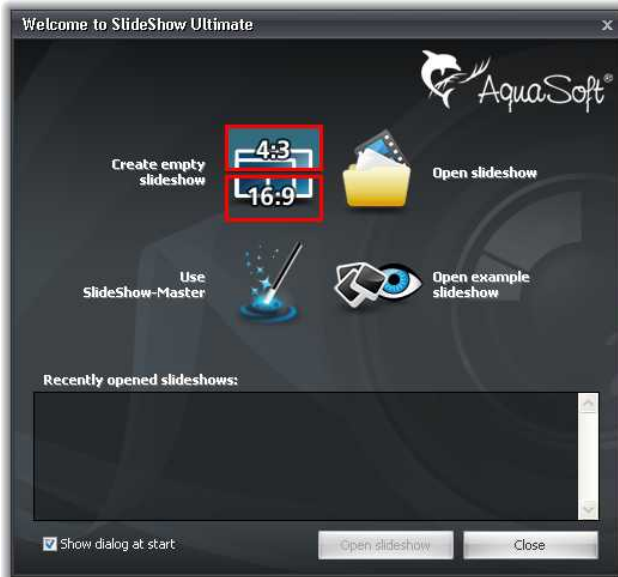 Welcome to SlideShow Ultimate
x
AquaSoft®
Create empty
slideshow
4:3
16:9
Open slideshow
Use
SlideShow-Master
Open example
slideshow
Recently opened slideshows:
Show dialog at start
Open slideshow
Close